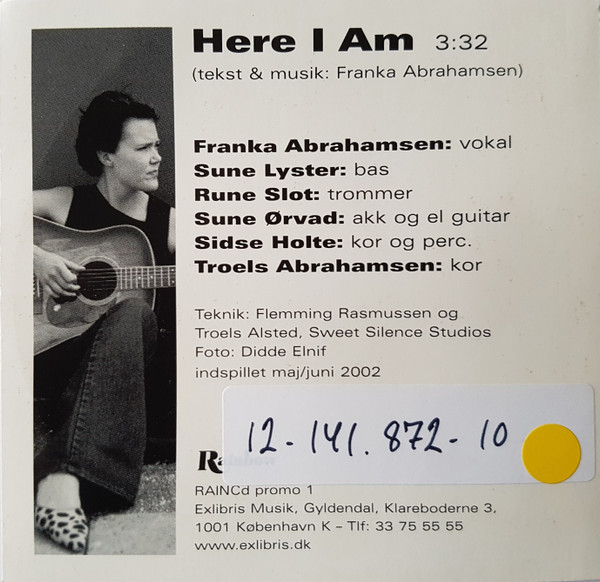 Here I Am 3:32
(tekst & musik: Franka Abrahamsen)
Franka Abrahamsen: vokal
Sune Lyster: bas
Rune Slot: trommer
Sune Ørvad: akk og el guitar
Sidse Holte: kor og perc.
Troels Abrahamsen: kor
Teknik: Flemming Rasmussen og
Troels Alsted, Sweet Silence Studios
Foto: Didde Elnif
indspillet maj/juni 2002
12-141.872-10
RAINCd promo 1
Exlibris Musik, Gyldendal, Klareboderne 3,
1001 København K – Tlf: 33 75 55 55
www.exlibris.dk